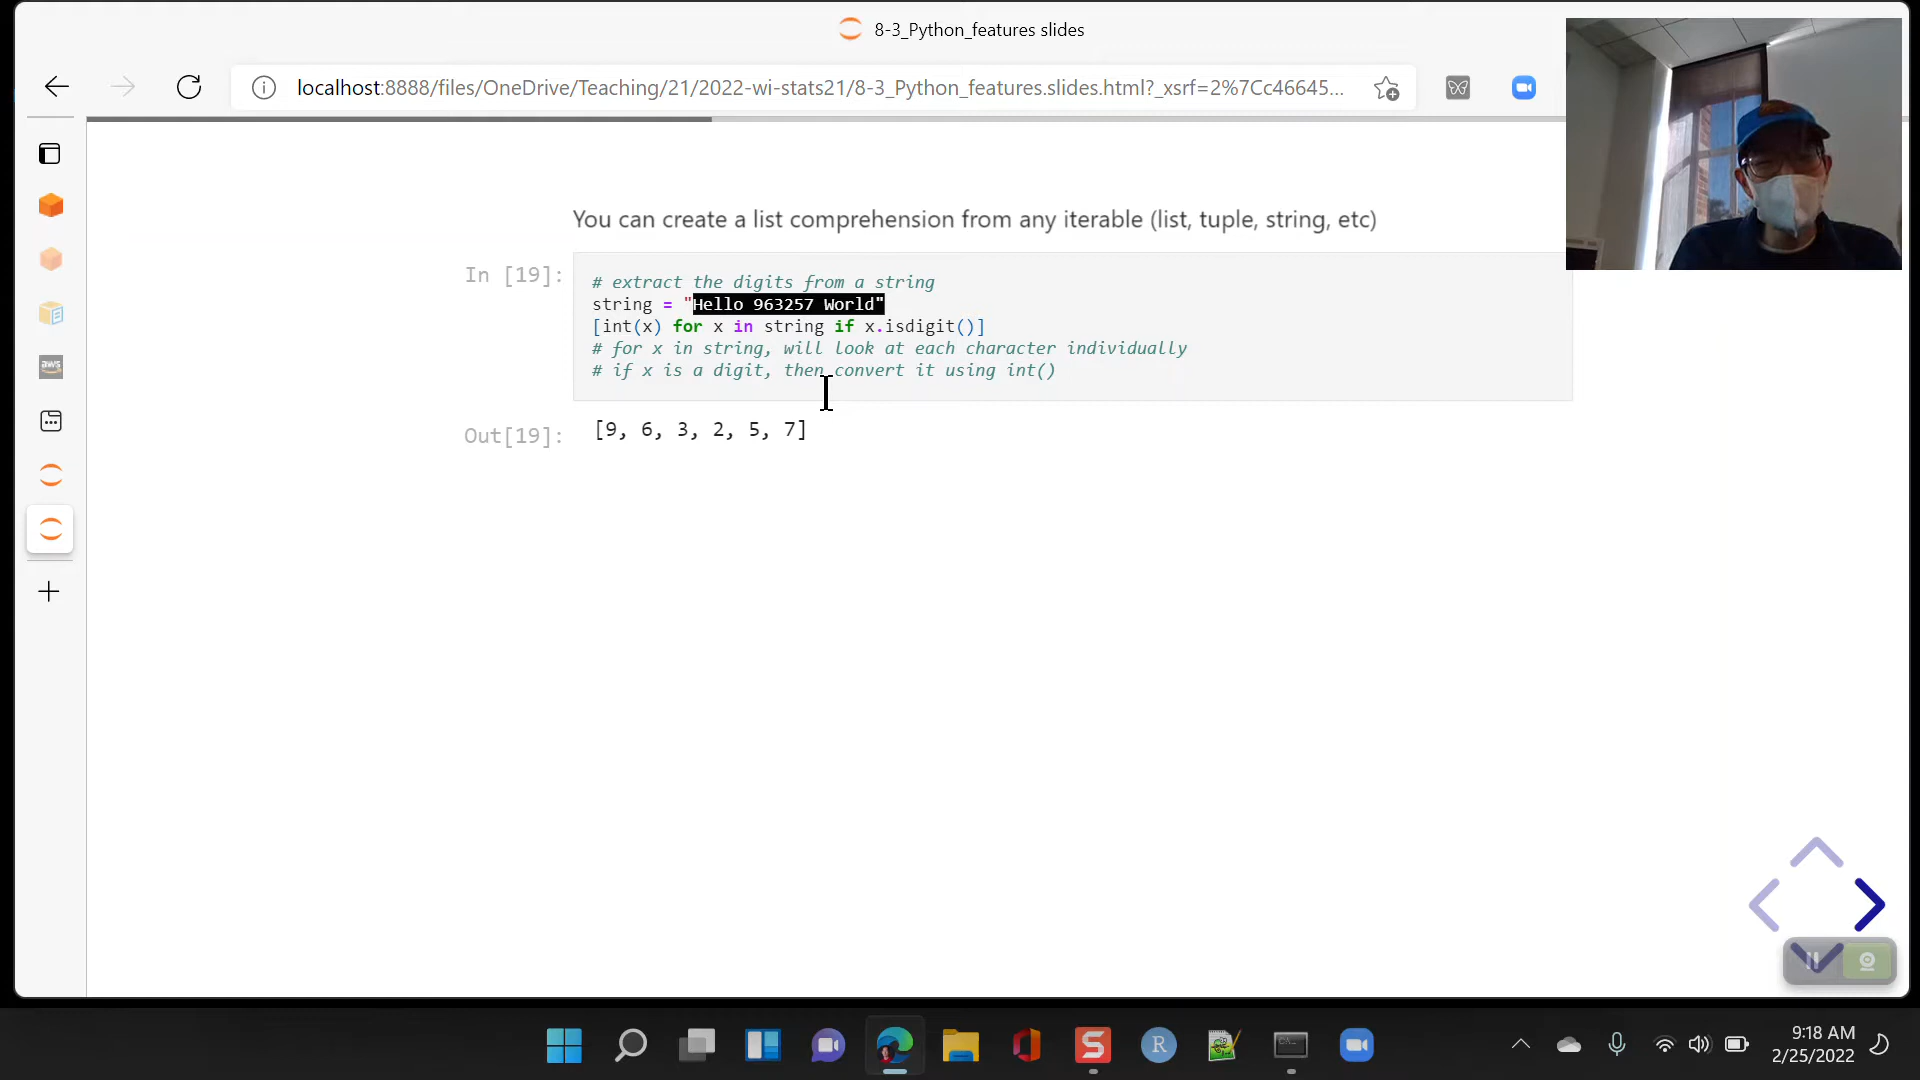 8-3_Python_features slides
localhost:8888/files/OneDrive/Teaching/21/2022-wi-stats21/8-3_Python_features.slides.html?_xsrf=2%7Cc46645...
You can create a list comprehension from any iterable (list, tuple, string, etc)
In [19]:
# extract the digits from a string
string = "Hello 963257 World"
[int(x) for x in string if x.isdigit()]
# for x in string, will look at each character individually
# if x is a digit, then convert it using int()
Out[19]:
[9, 6, 3, 2, 5, 7]
aws
S
R
9:18 AM
2/25/2022